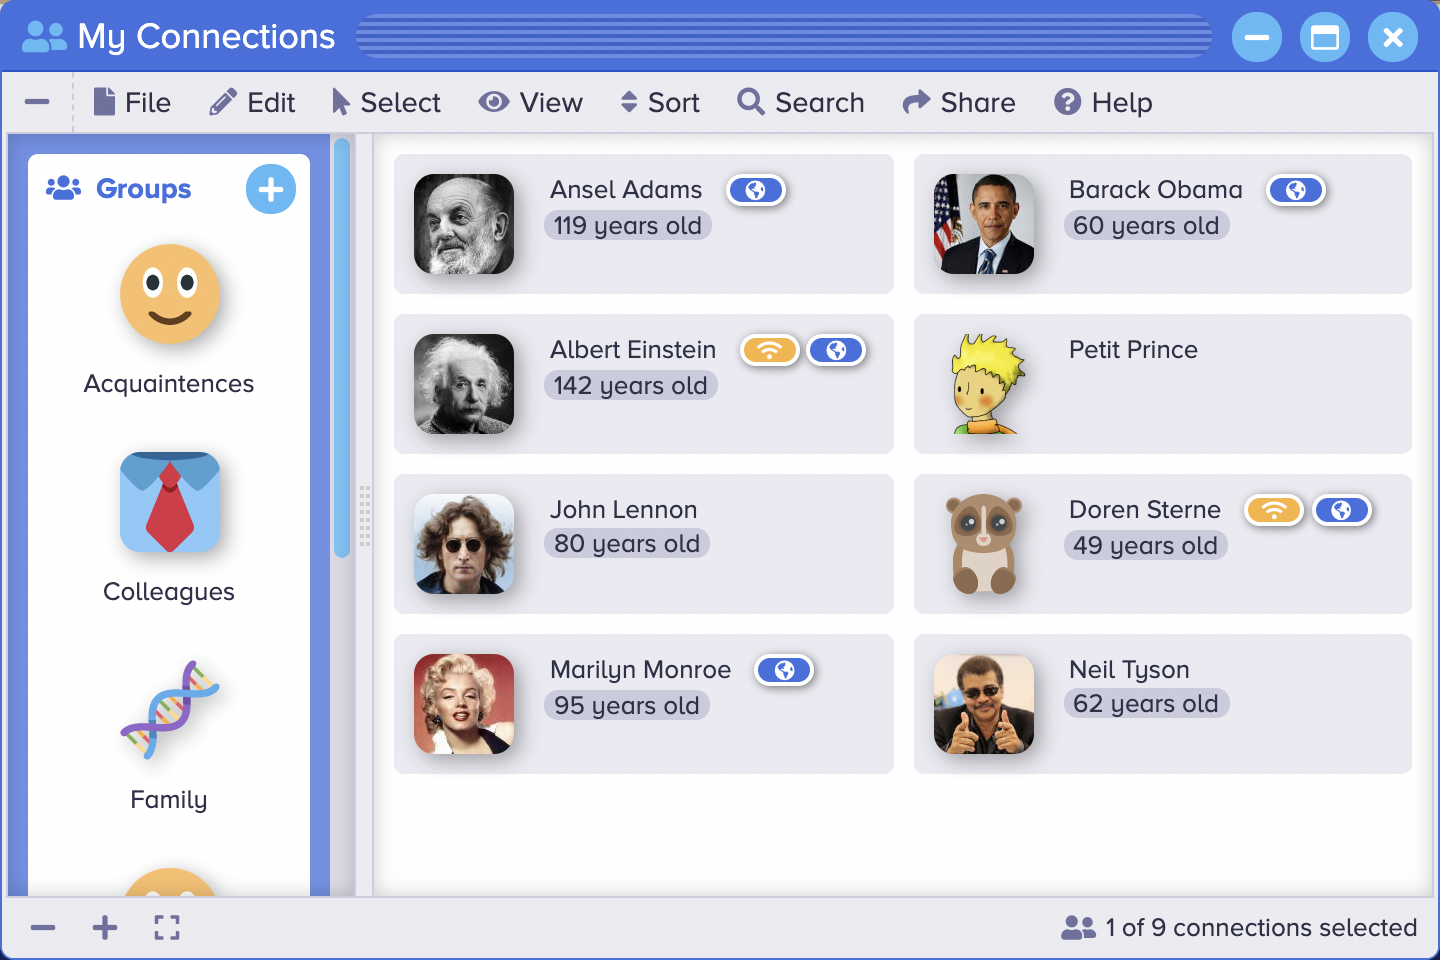 My Connections
File Edit Select View Sort Search Share Help
Groups
Acquaintences
Colleagues
Family
Ansel Adams
119 years old
Barack Obama
60 years old
Albert Einstein
142 years old
Petit Prince
John Lennon
80 years old
Doren Sterne
49 years old
Marilyn Monroe
95 years old
Neil Tyson
62 years old
1 of 9 connections selected